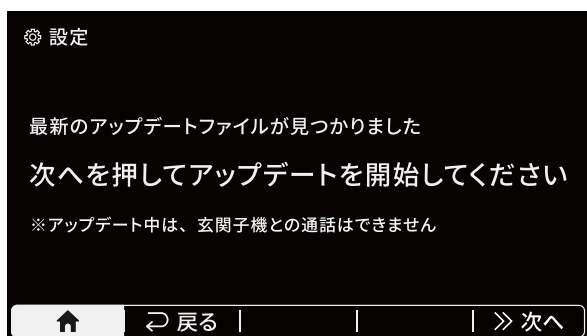 設定
最新のアップデートファイルが見つかりました
次へを押してアップデートを開始してください
※アップデート中は、玄関子機との通話はできません
戻る 次へ